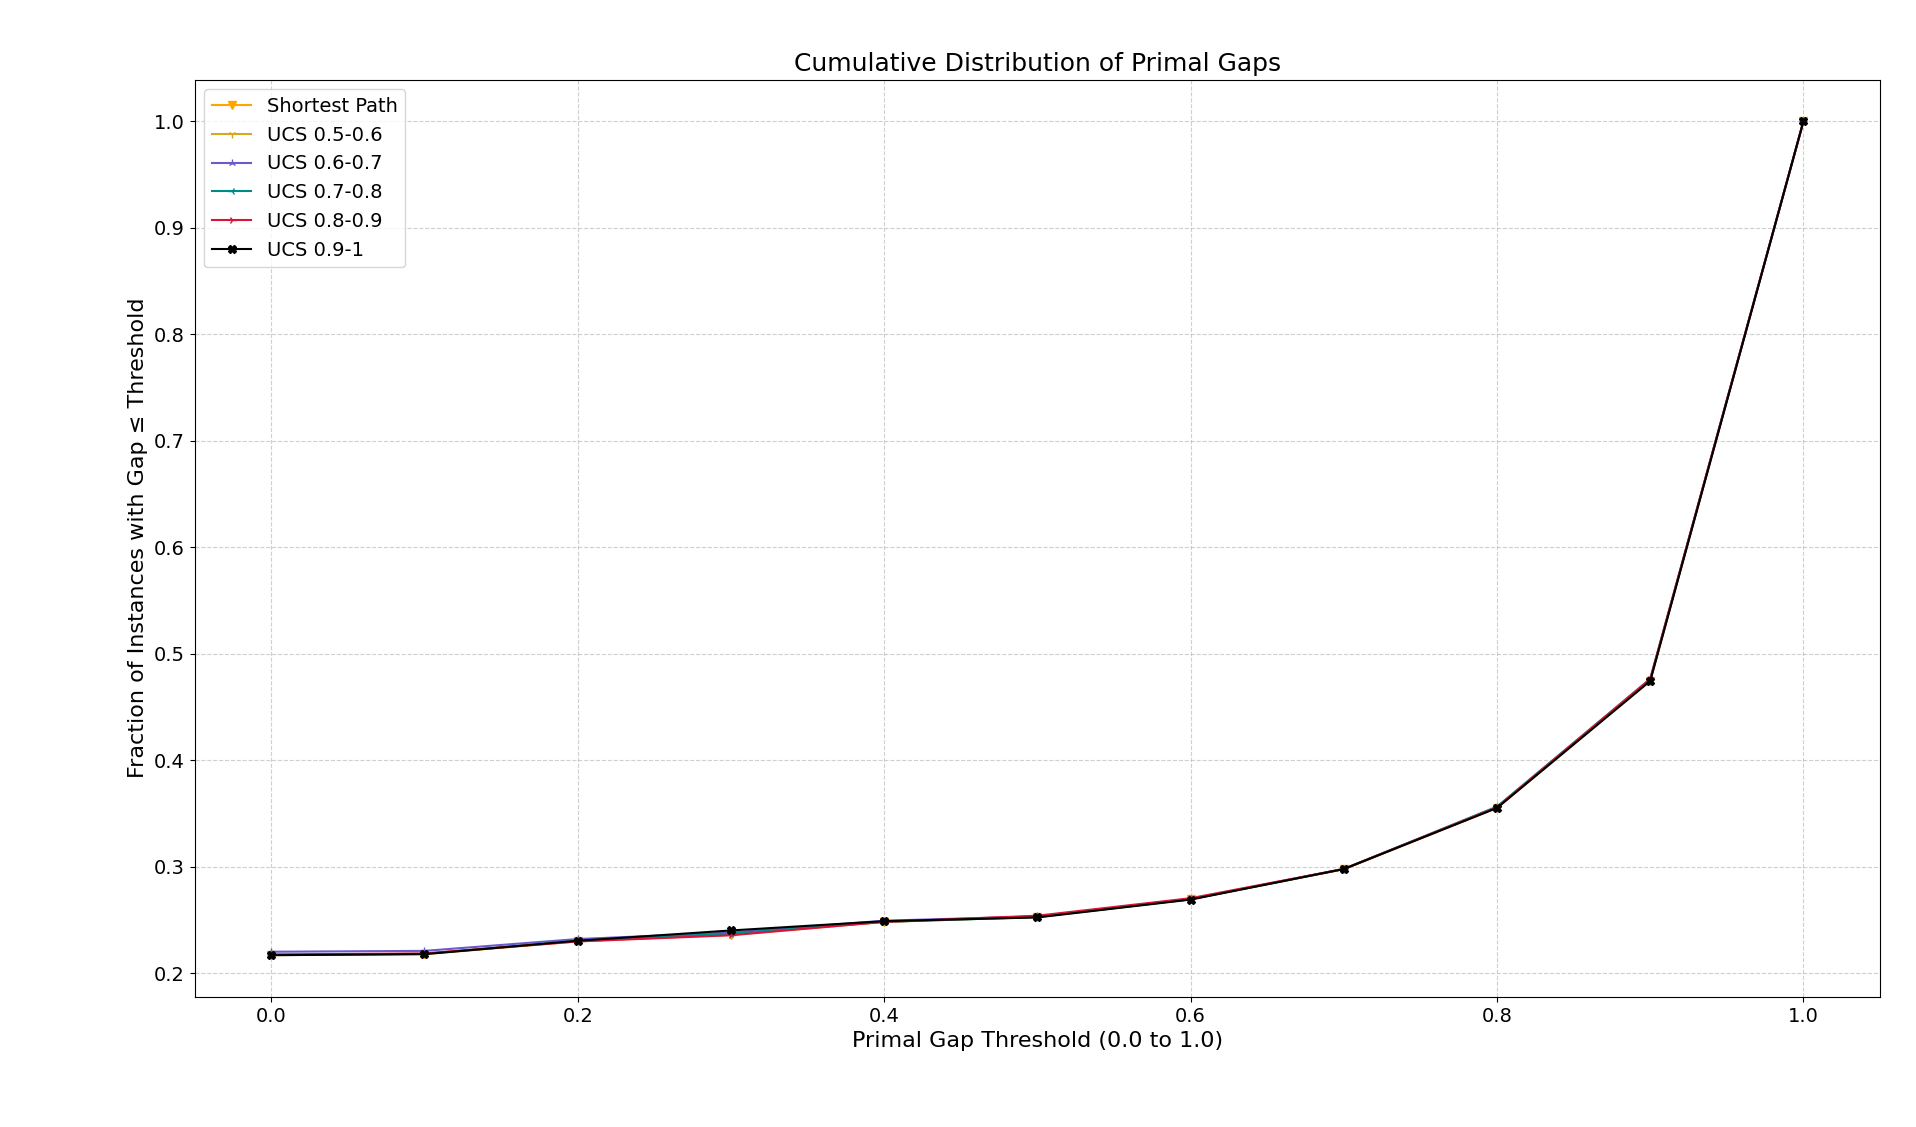 Cumulative Distribution of Primal Gaps
Shortest Path
UCS 0.5-0.6
UCS 0.6-0.7
UCS 0.7-0.8
UCS 0.8-0.9
UCS 0.9-1
Fraction of Instances with Gap ≤ Threshold
1.0
0.9
0.8
0.7
0.6
0.5
0.4
0.3
0.2
0.0 0.2 0.4 0.6 0.8 1.0
Primal Gap Threshold (0.0 to 1.0)